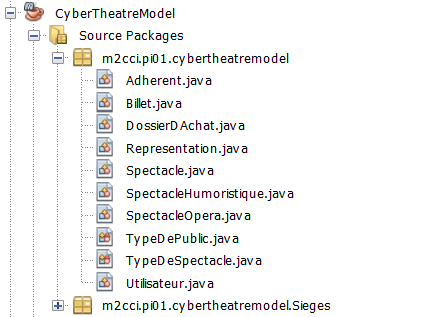 CyberTheatreModel
Source Packages
m2cci.pi01.cybertheatremodel
Adherent.java
Billet.java
DossierDAchat.java
Representation.java
Spectacle.java
SpectacleHumoristique.java
SpectacleOpera.java
TypeDePublic.java
TypeDeSpectacle.java
Utilisateur.java
m2cci.pi01.cybertheatremodel.Sieges